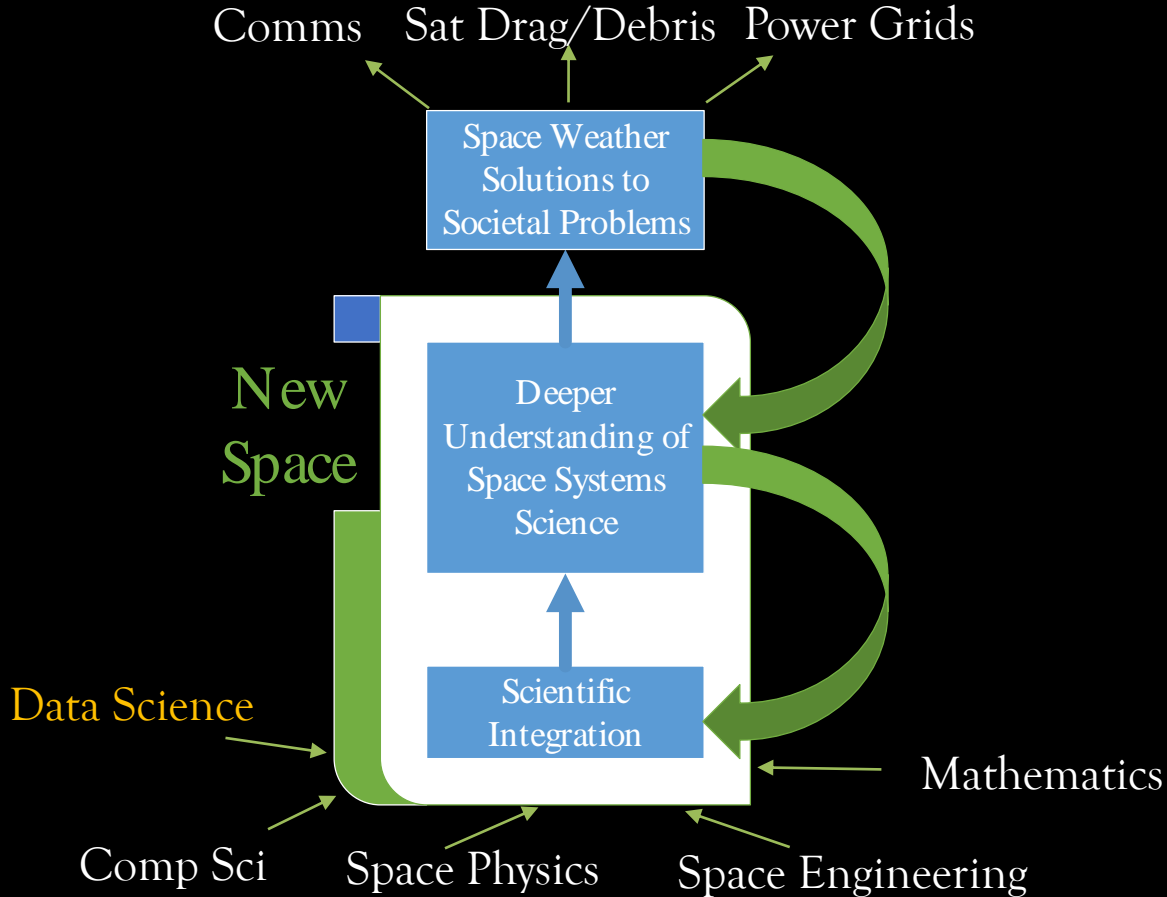 Comms Sat Drag/Debris Power Grids
Space Weather
Solutions to
Societal Problems
New
Space
Deeper
Understanding of
Space Systems
Science
Scientific
Integration
Data Science
Mathematics
Comp Sci
Space Physics
Space Engineering